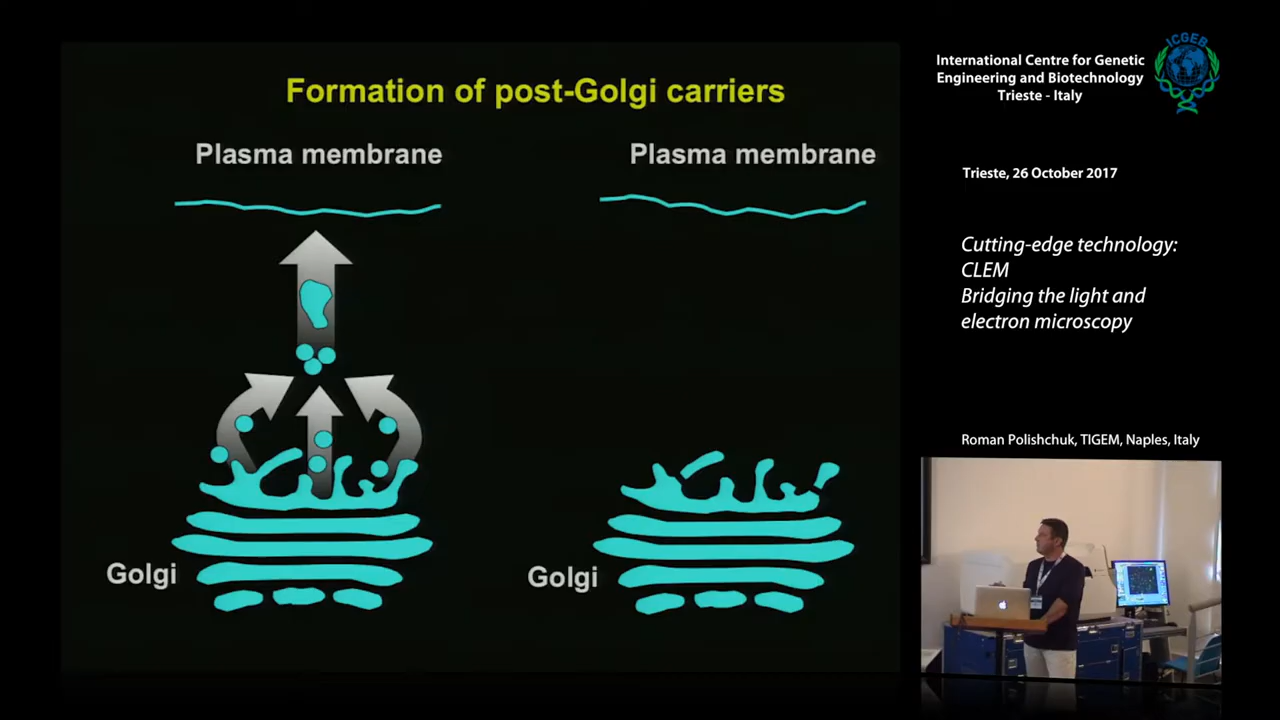 Formation of post-Golgi carriers
Plasma membrane
Plasma membrane
Golgi
Golgi
ICGEB
International Centre for Genetic
Engineering and Biotechnology
Trieste - Italy
Trieste, 26 October 2017
Cutting-edge technology:
CLEM
Bridging the light and
electron microscopy
Roman Polishchuk, TIGEM, Naples, Italy